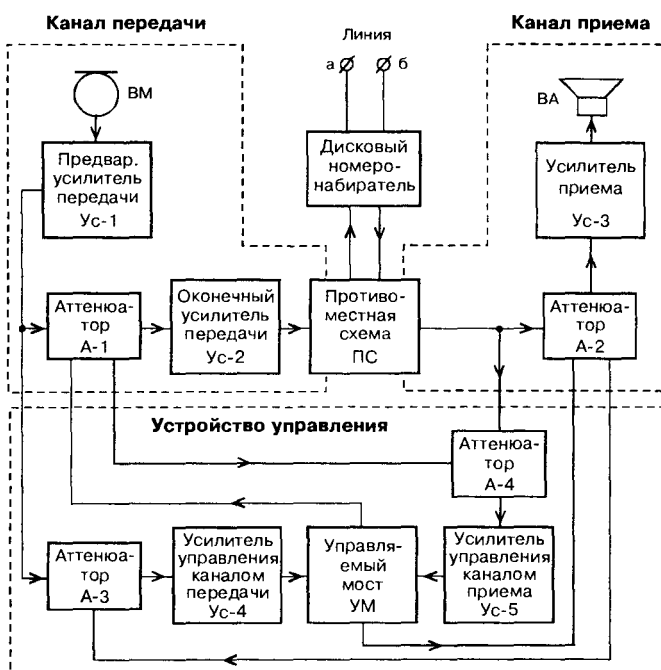 Канал передачи
Линия
Канал приема
а
б
ВМ
ВА
Предвар.
усилитель
передачи
Ус-1
Дисковый
номеро-
набиратель
Усилитель
приема
Ус-3
Аттенюа-
тор
А-1
Оконечный
усилитель
передачи
Ус-2
Противо-
местная
схема
ПС
Аттенюа-
тор
А-2
Устройство управления
Аттенюа-
тор
А-4
Аттенюа-
тор
А-3
Усилитель
управления
каналом
передачи
Ус-4
Управля-
емый
мост
УМ
Усилитель
управления
каналом
приема
Ус-5